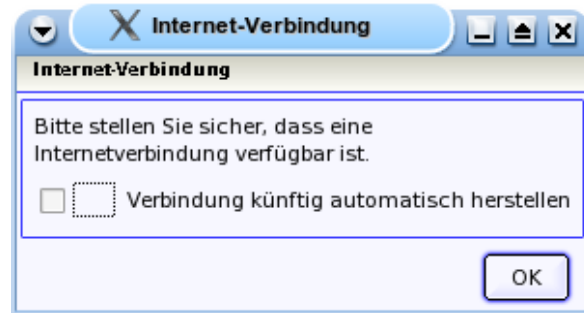 Internet-Verbindung
Internet-Verbindung
Bitte stellen Sie sicher, dass eine
Internetverbindung verfügbar ist.
Verbindung künftig automatisch herstellen
OK